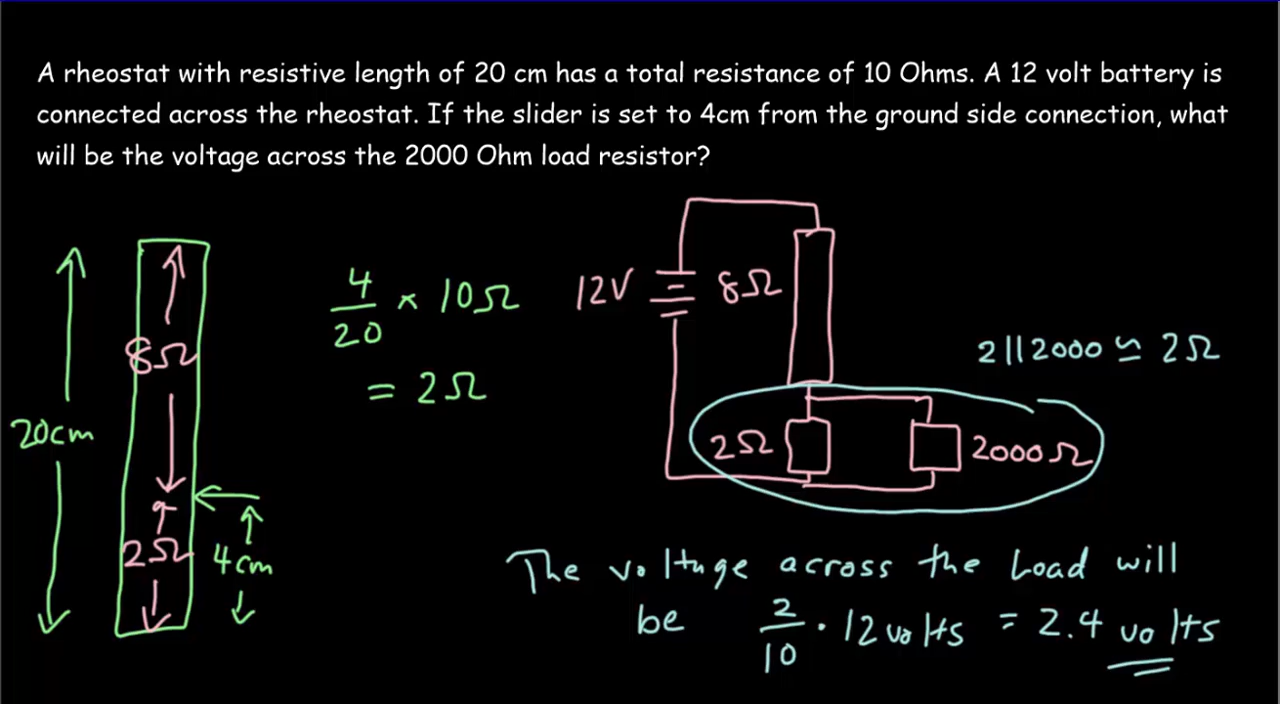 A rheostat with resistive length of 20 cm has a total resistance of 10 Ohms. A 12 volt battery is
connected across the rheostat. If the slider is set to 4cm from the ground side connection, what
will be the voltage across the 2000 Ohm load resistor?
20cm
8Ω
2Ω
4cm
4/20 × 10Ω
= 2Ω
12V
8Ω
2Ω
2000Ω
2||2000 ≌ 2Ω
The voltage across the Load will
be 2/10 · 12 volts = 2.4 volts